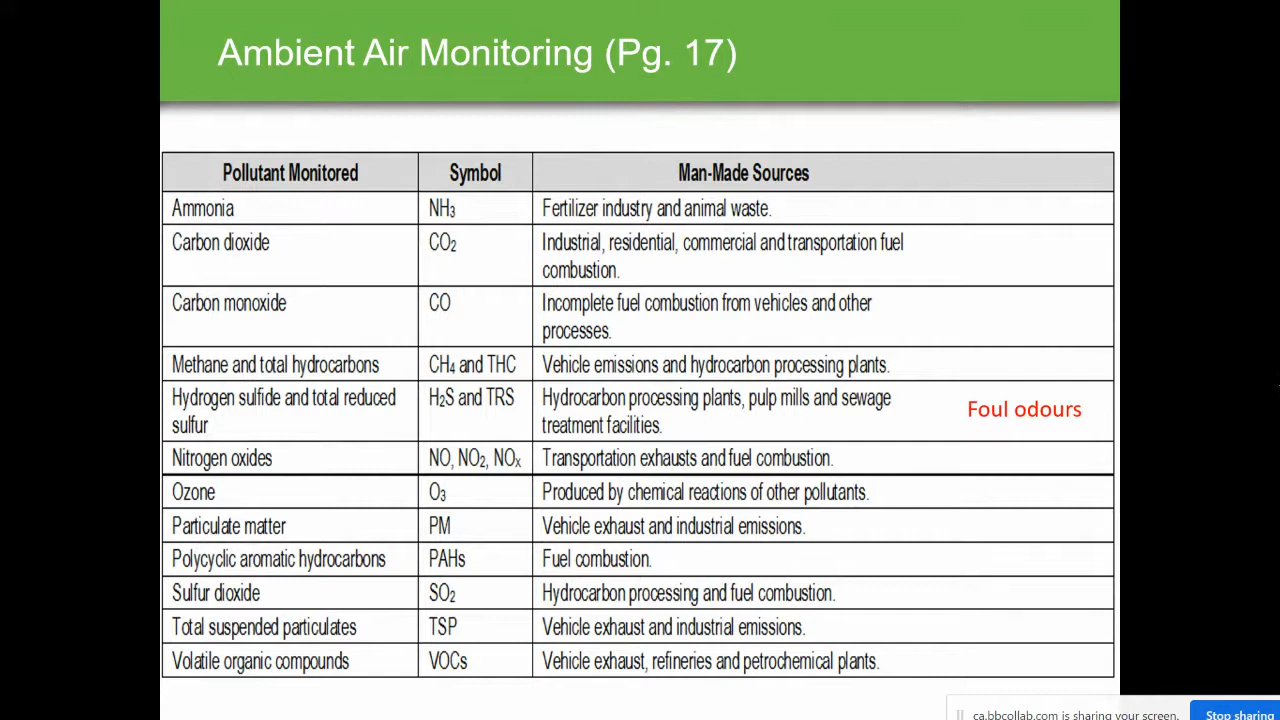 Ambient Air Monitoring (Pg. 17)
Pollutant Monitored Symbol Man-Made Sources
Ammonia NH₃ Fertilizer industry and animal waste.
Carbon dioxide CO₂ Industrial, residential, commercial and transportation fuel
combustion.
Carbon monoxide CO Incomplete fuel combustion from vehicles and other
processes.
Methane and total hydrocarbons CH₄ and THC Vehicle emissions and hydrocarbon processing plants.
Hydrogen sulfide and total reduced H₂S and TRS Hydrocarbon processing plants, pulp mills and sewage
sulfur treatment facilities.
Foul odours
Nitrogen oxides NO, NO₂, NOₓ Transportation exhausts and fuel combustion.
Ozone O₃ Produced by chemical reactions of other pollutants.
Particulate matter PM Vehicle exhaust and industrial emissions.
Polycyclic aromatic hydrocarbons PAHs Fuel combustion.
Sulfur dioxide SO₂ Hydrocarbon processing and fuel combustion.
Total suspended particulates TSP Vehicle exhaust and industrial emissions.
Volatile organic compounds VOCs Vehicle exhaust, refineries and petrochemical plants.
ca.bbcollab.com is sharing your screen. Stop sharing